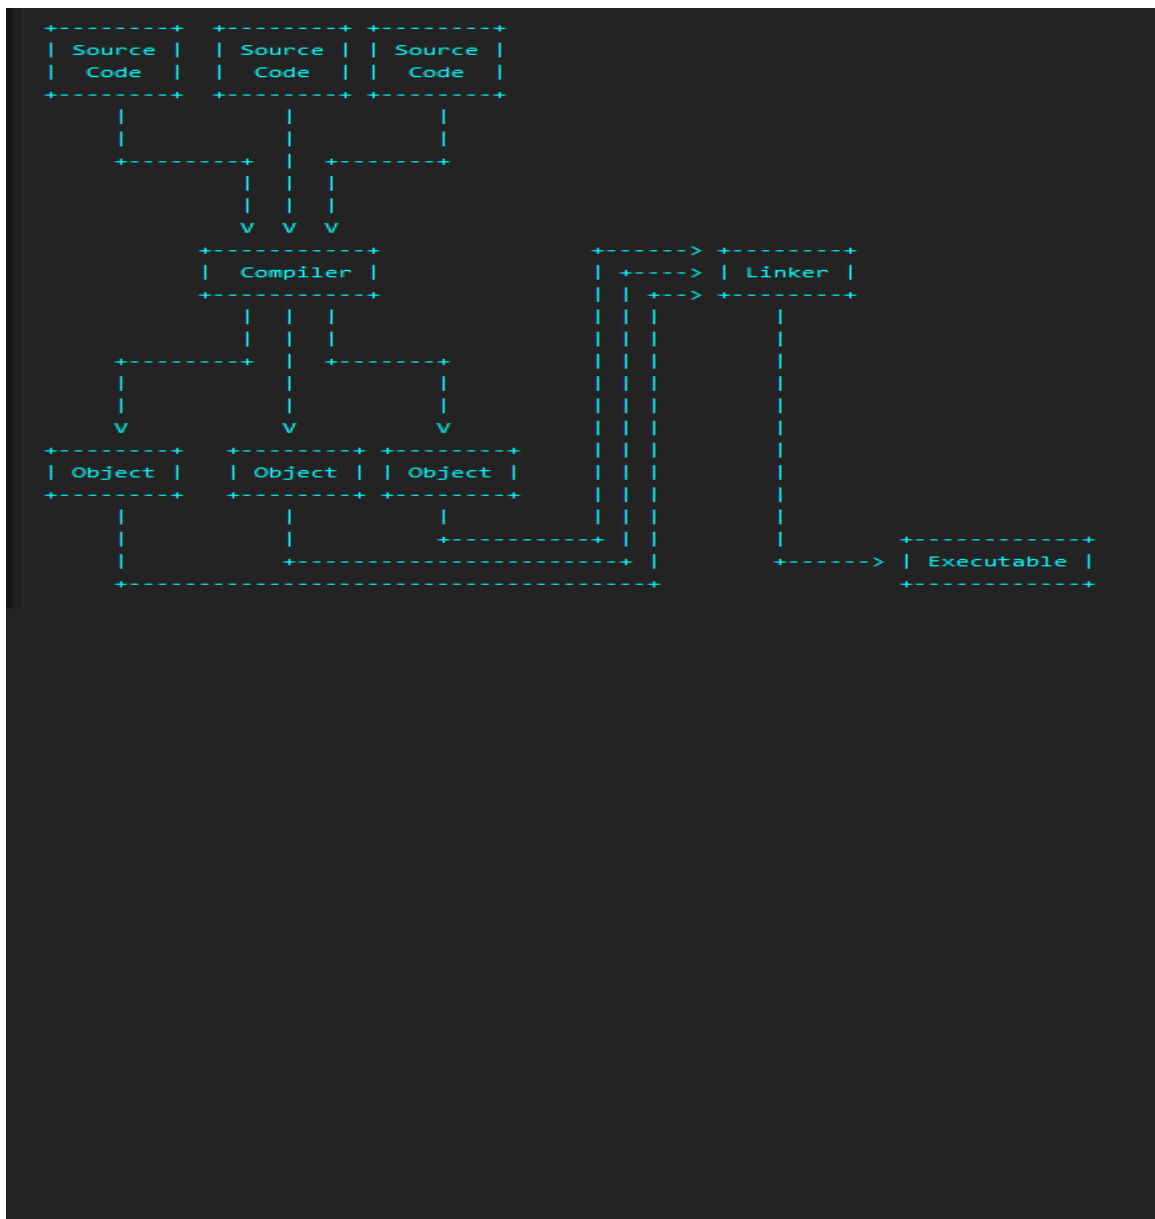 +--------+  +--------+ +--------+
| Source |  | Source | | Source |
|  Code  |  |  Code  | |  Code  |
+--------+  +--------+ +--------+
     |           |          |
     |           |          |
     +--------+  |  +-------+
              |  |  |
              |  |  |
              V  V  V
           +-----------+               +------> +--------+
           |  Compiler |               | +----> | Linker |
           +-----------+               | | +--> +--------+
              |  |  |                  | | |        |
              |  |  |                  | | |        |
     +--------+  |  +-------+          | | |        |
     |           |          |          | | |        |
     |           |          |          | | |        |
     V           V          V          | | |        |
+--------+   +--------+ +--------+     | | |        |
| Object |   | Object | | Object |     | | |        |
+--------+   +--------+ +--------+     | | |        |
     |           |          |          | | |        |
     |           |          +----------+ | |        |        +------------+
     |           +-----------------------+ |        +------> | Executable |
     +-------------------------------------+                 +------------+